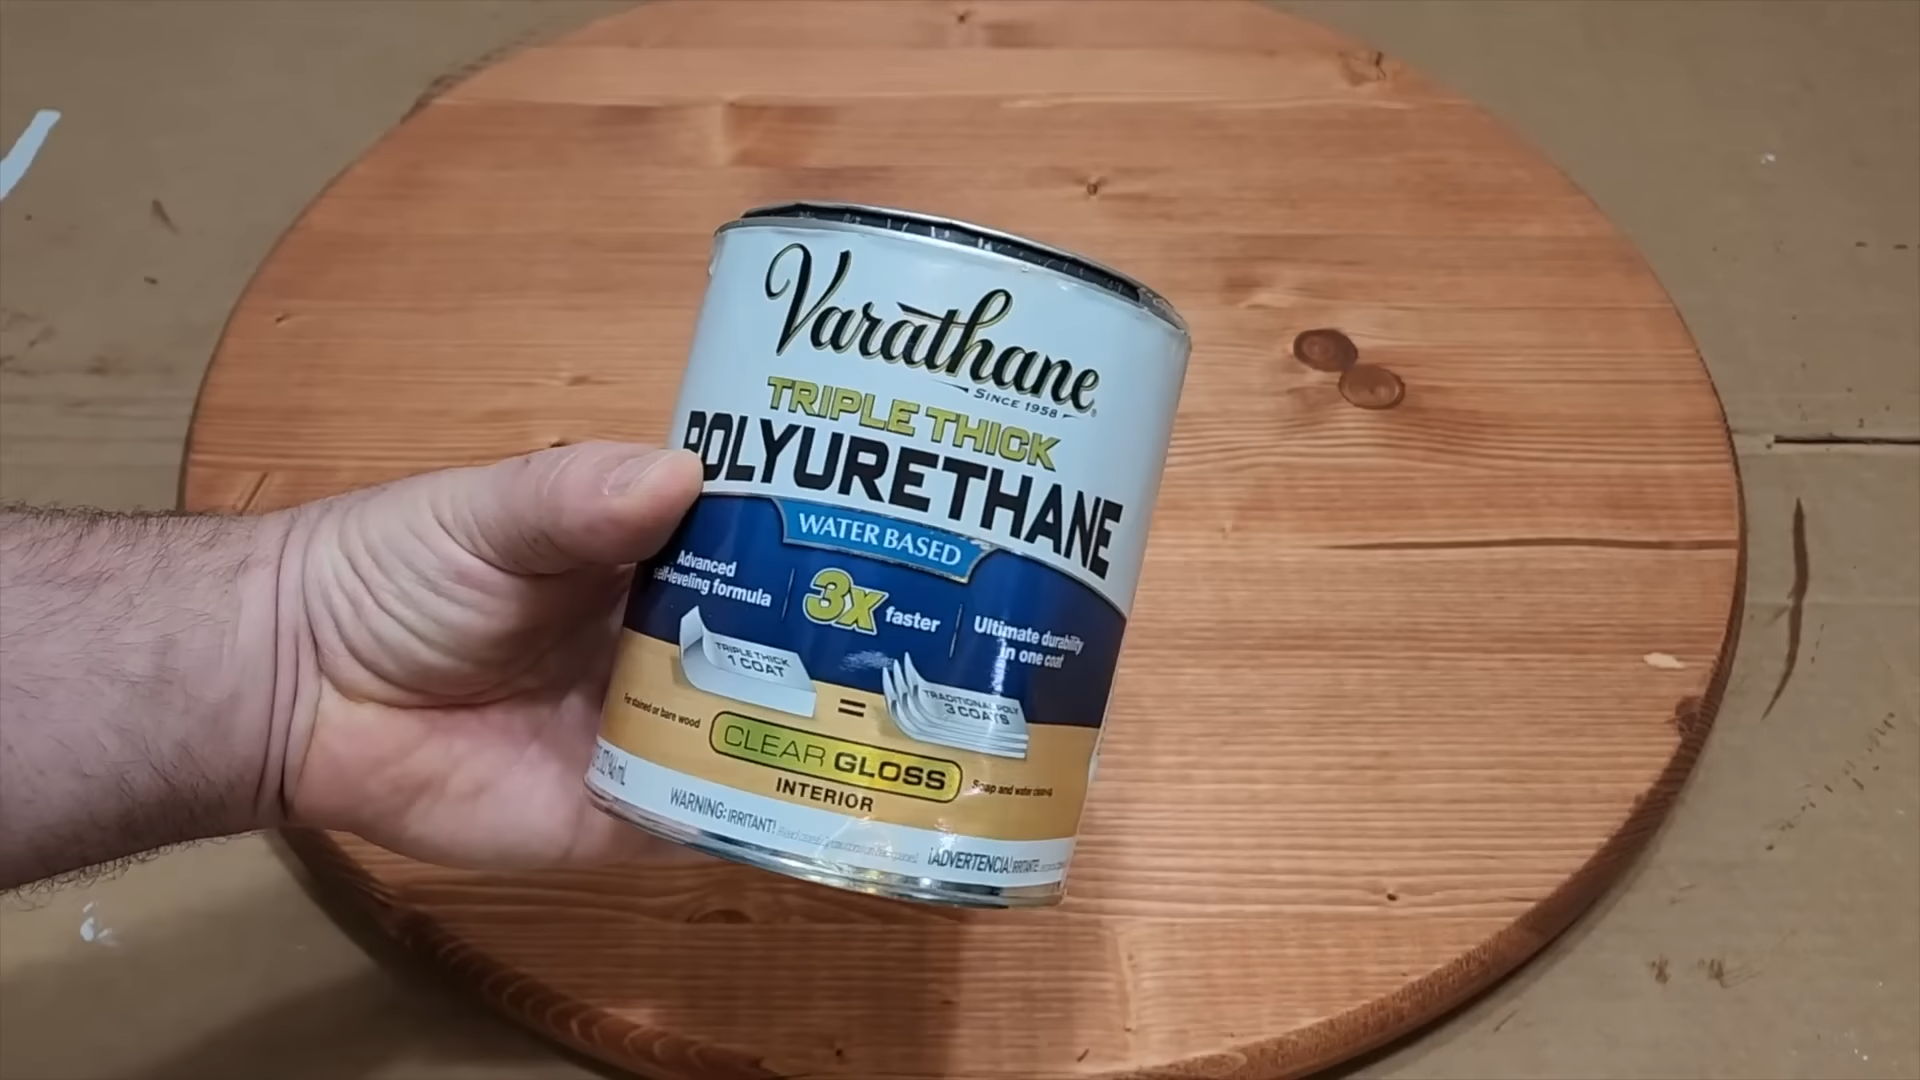 Varathane
SINCE 1958
TRIPLE THICK
POLYURETHANE
WATER BASED
Advanced
self-leveling formula
3x faster
Ultimate durability
in one coat
TRIPLE THICK
1 COAT
=
TRADITIONAL POLY
3 COATS
For stained or bare wood
CLEAR GLOSS
Soap and water clean-up
INTERIOR
WARNING: IRRITANT!
¡ADVERTENCIA! IRRITANTE